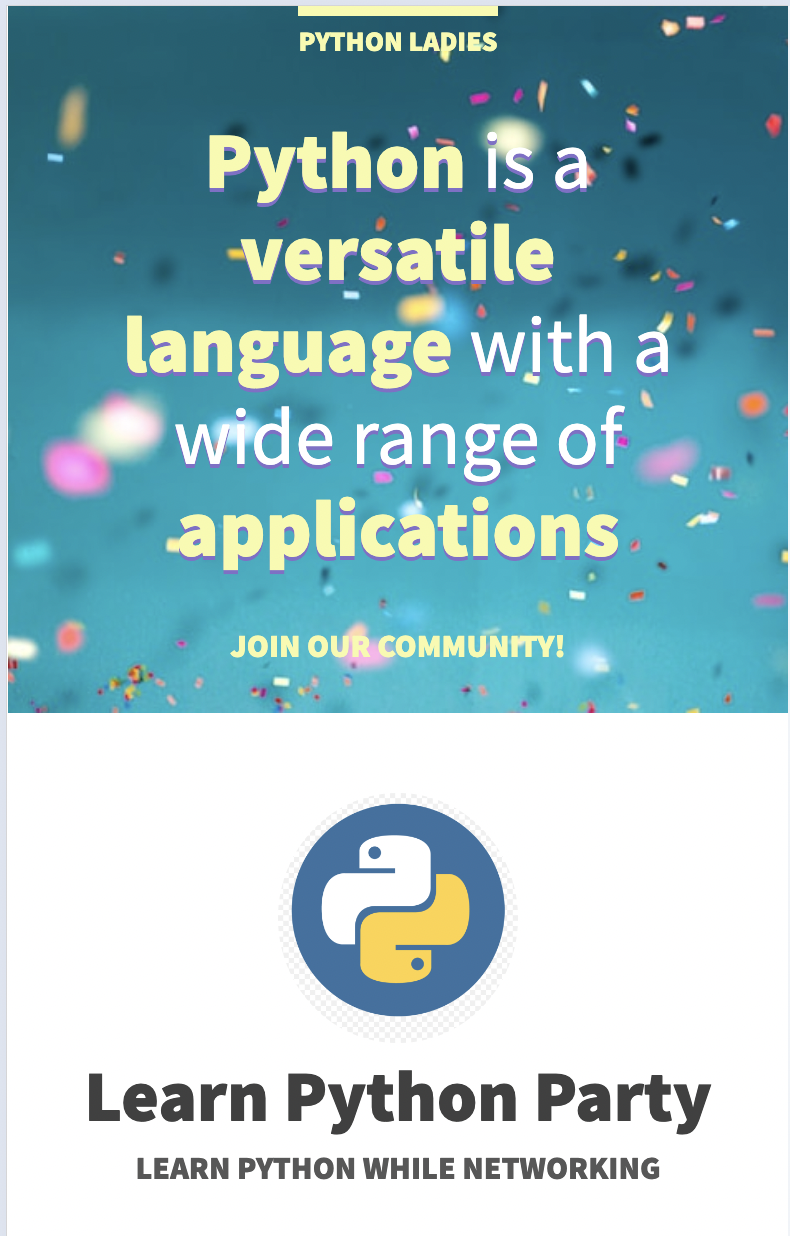 PYTHON LADIES
Python is a
versatile
language with a
wide range of
applications
JOIN OUR COMMUNITY!
Learn Python Party
LEARN PYTHON WHILE NETWORKING